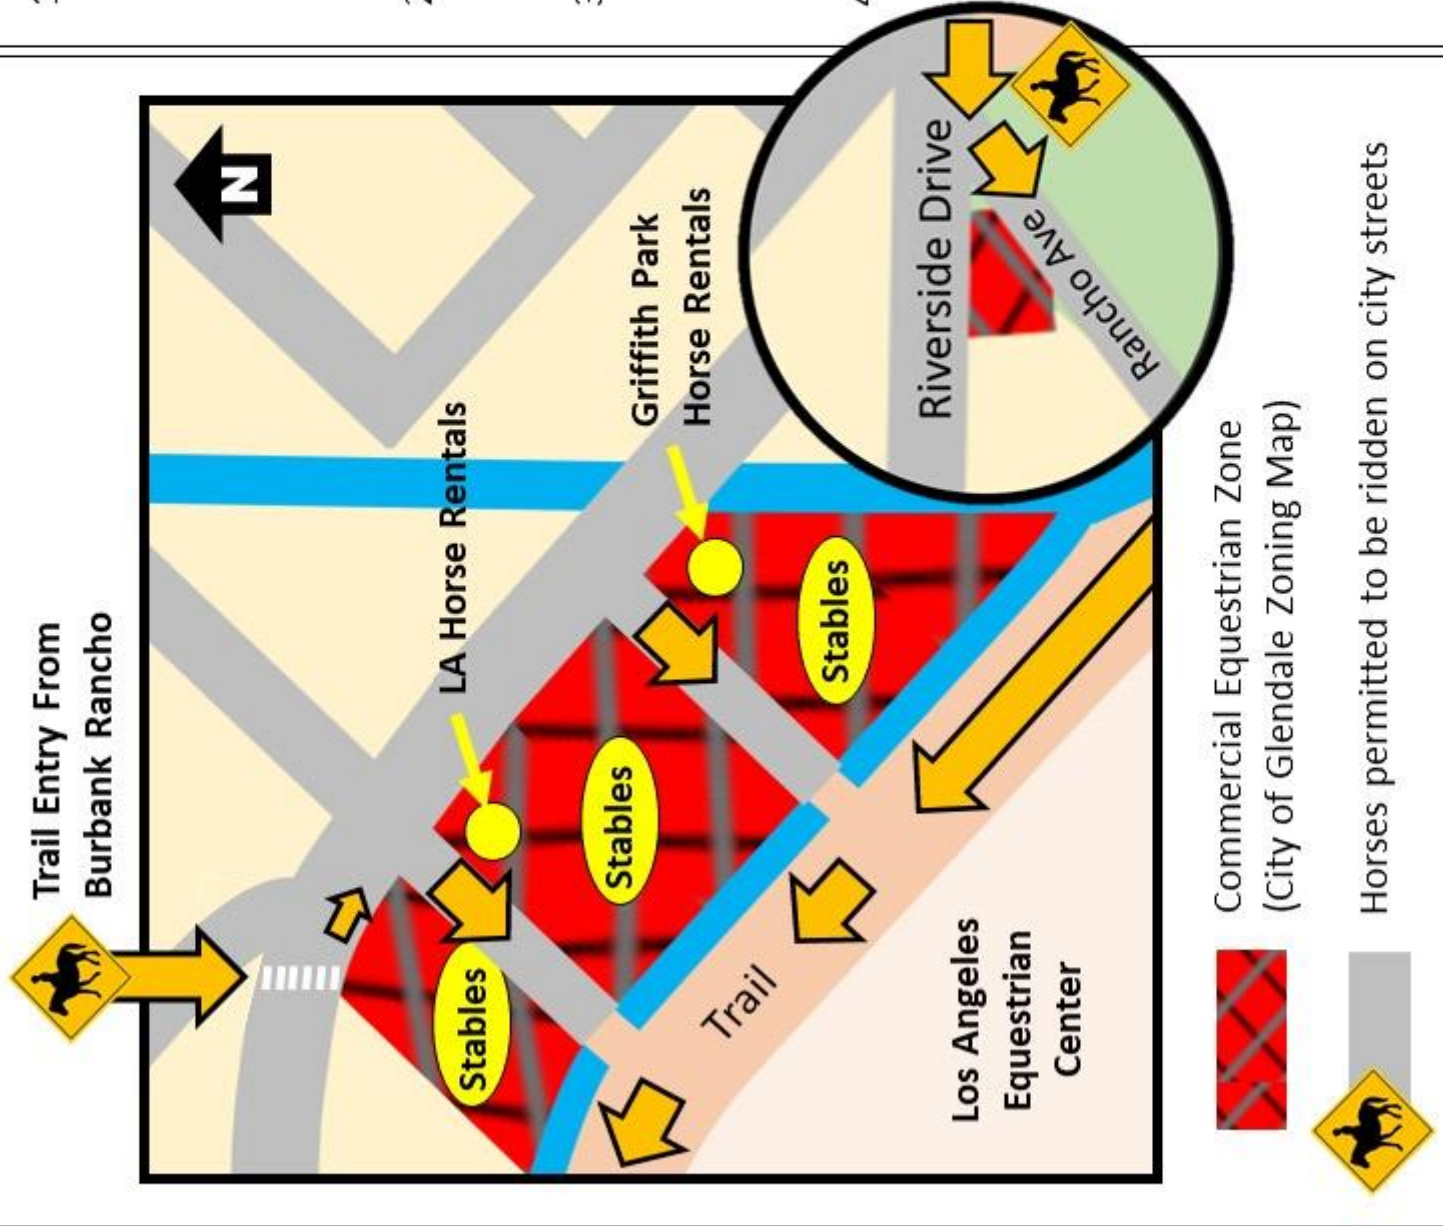 Trail Entry From
Burbank Rancho
N
LA Horse Rentals
Griffith Park
Horse Rentals
Stables
Stables
Stables
Trail
Los Angeles
Equestrian
Center
Riverside Drive
Rancho Ave
Commercial Equestrian Zone
(City of Glendale Zoning Map)
Horses permitted to be ridden on city streets